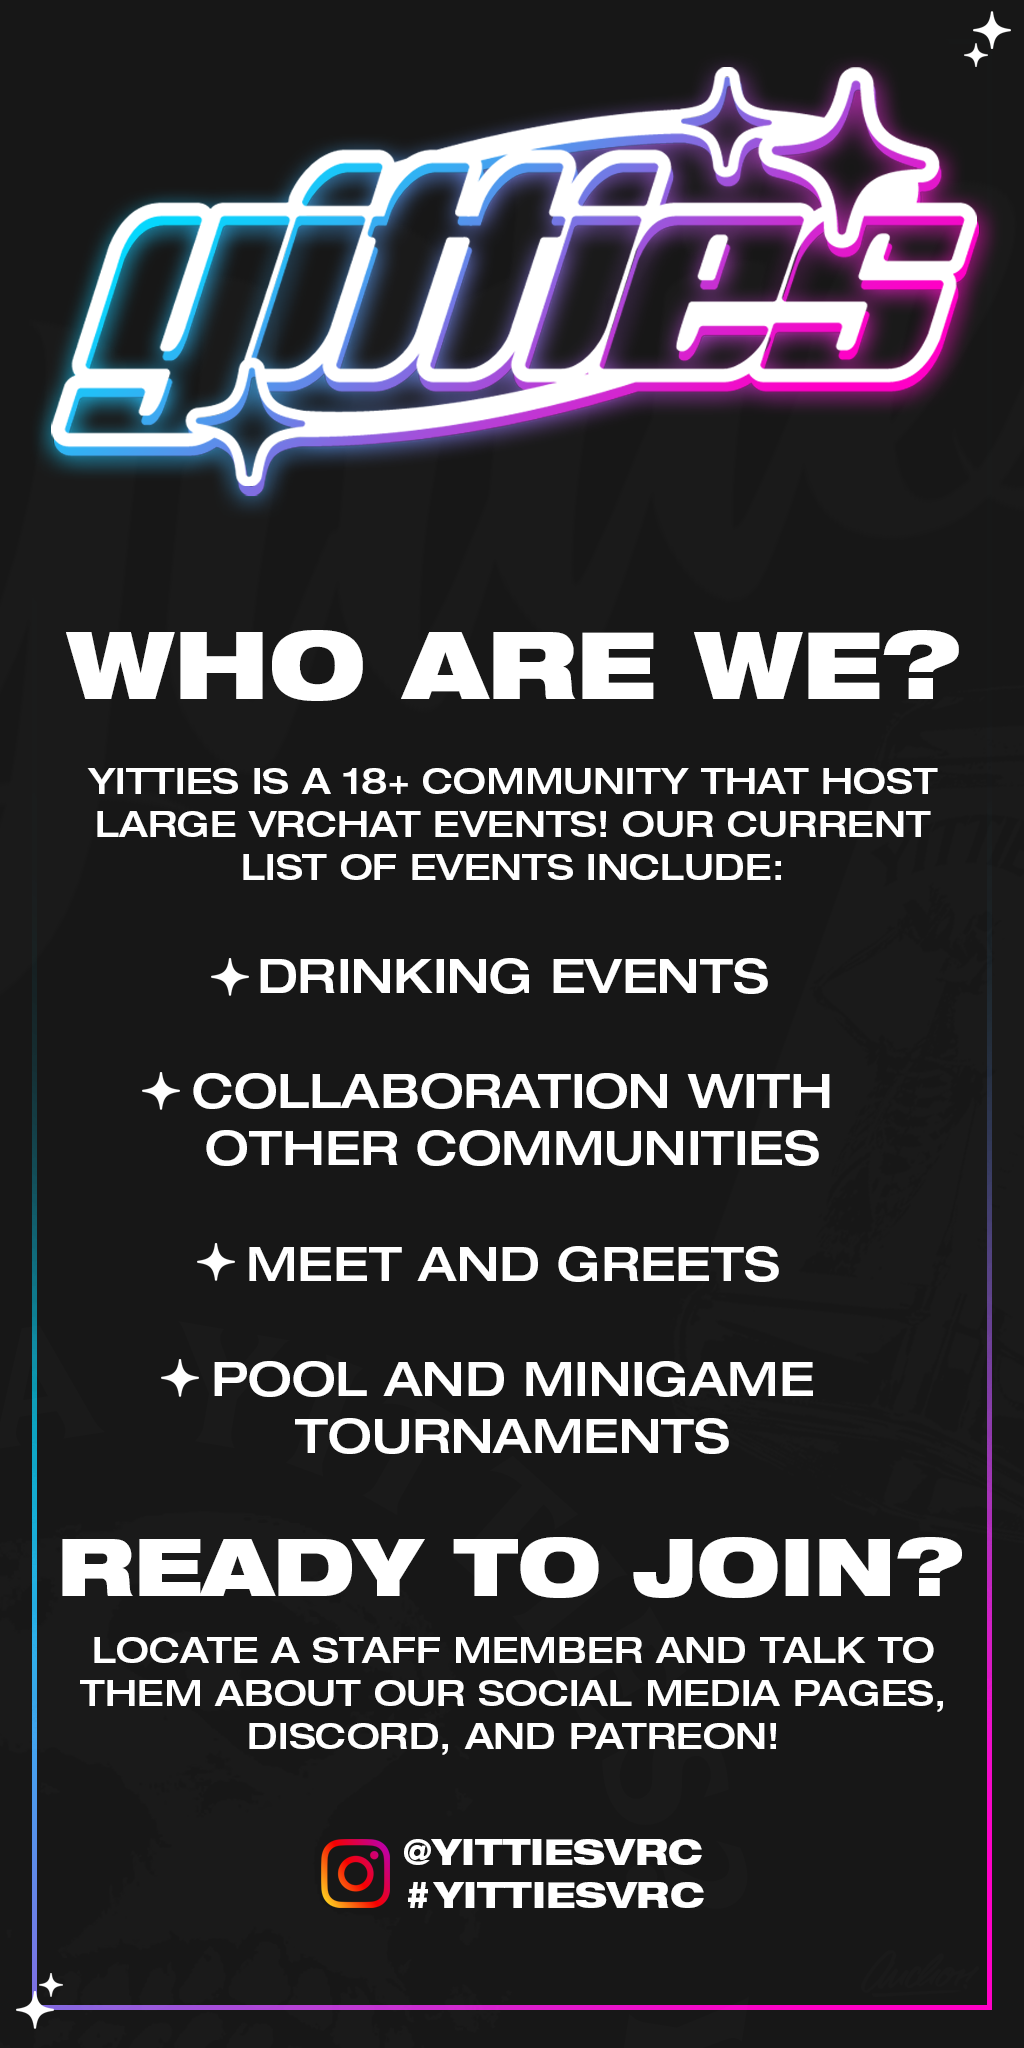 yitties
WHO ARE WE?
YITTIES IS A 18+ COMMUNITY THAT HOST
LARGE VRCHAT EVENTS! OUR CURRENT
LIST OF EVENTS INCLUDE:
DRINKING EVENTS
COLLABORATION WITH
OTHER COMMUNITIES
MEET AND GREETS
POOL AND MINIGAME
TOURNAMENTS
READY TO JOIN?
LOCATE A STAFF MEMBER AND TALK TO
THEM ABOUT OUR SOCIAL MEDIA PAGES,
DISCORD, AND PATREON!
@YITTIESVRC
#YITTIESVRC